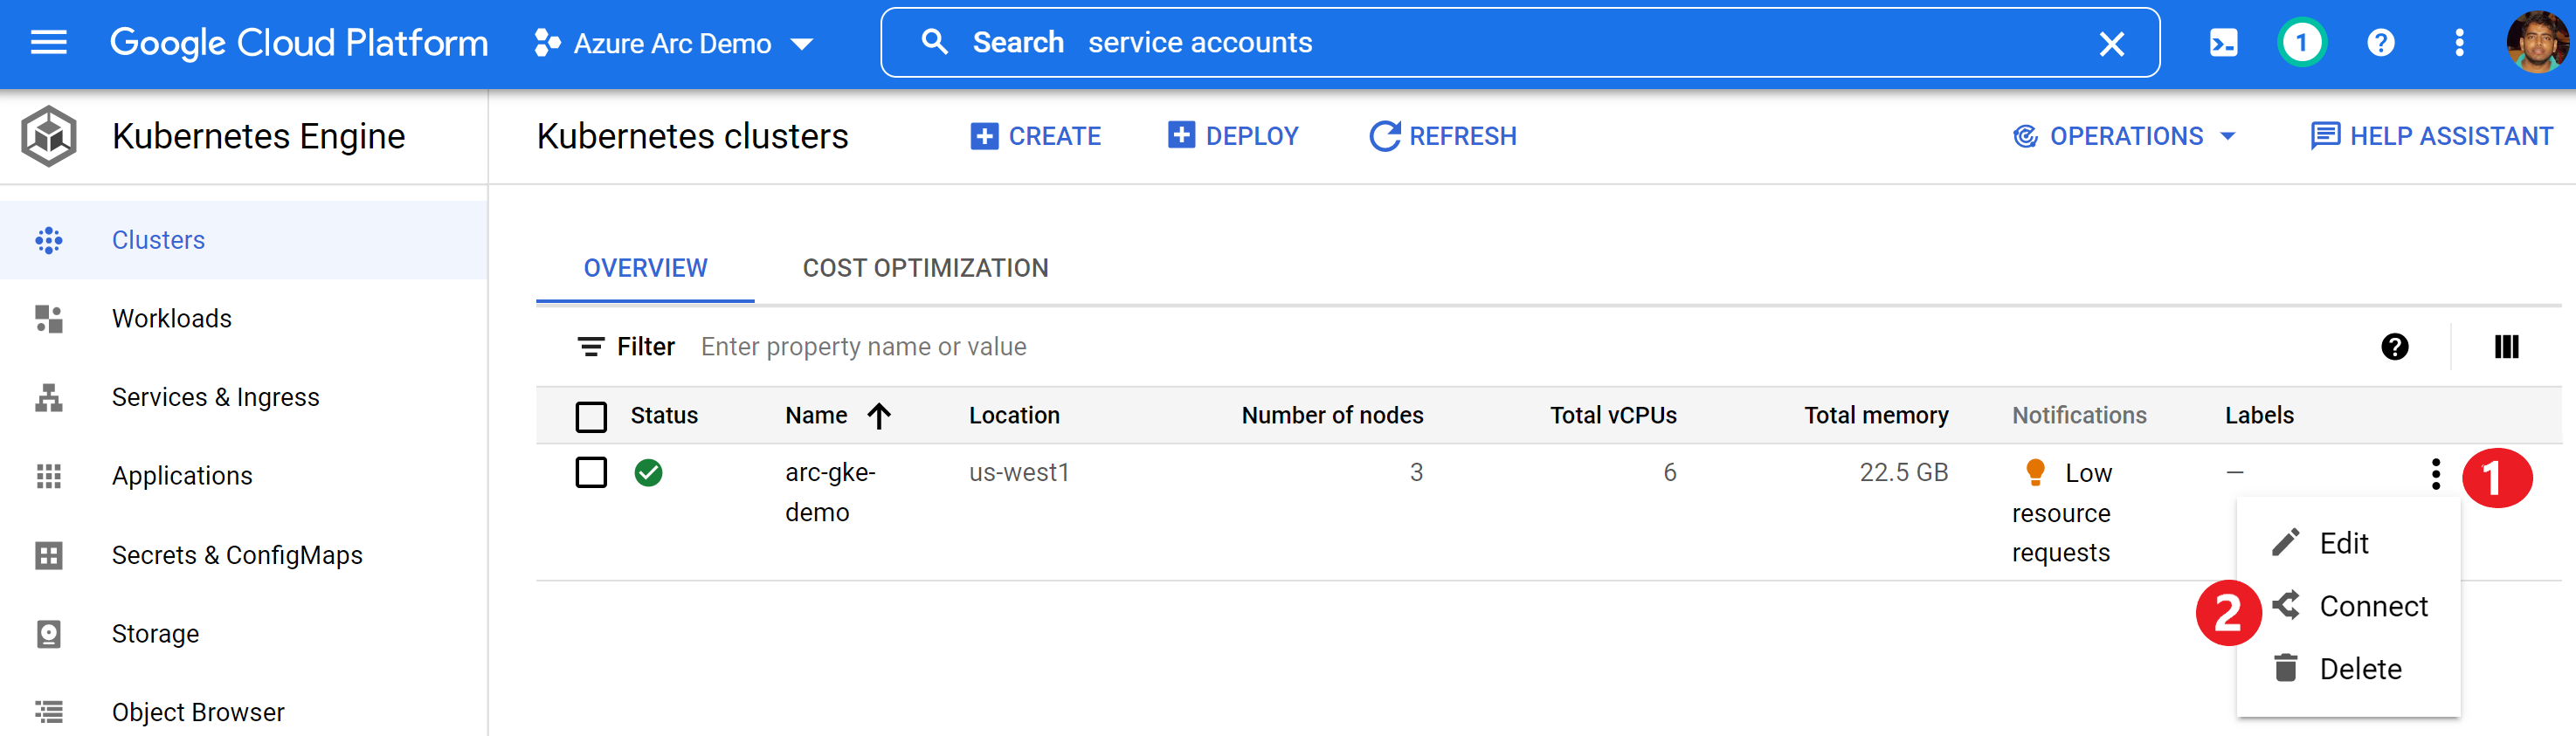 Google Cloud Platform Azure Arc Demo Search service accounts 1 ?
Kubernetes Engine
Kubernetes clusters CREATE DEPLOY REFRESH OPERATIONS HELP ASSISTANT
Clusters
Workloads
Services & Ingress
Applications
Secrets & ConfigMaps
Storage
Object Browser
OVERVIEW COST OPTIMIZATION
Filter Enter property name or value ?
Status Name Location Number of nodes Total vCPUs Total memory Notifications Labels
arc-gke- us-west1 3 6 22.5 GB Low – 1
demo resource
requests
Edit
2 Connect
Delete